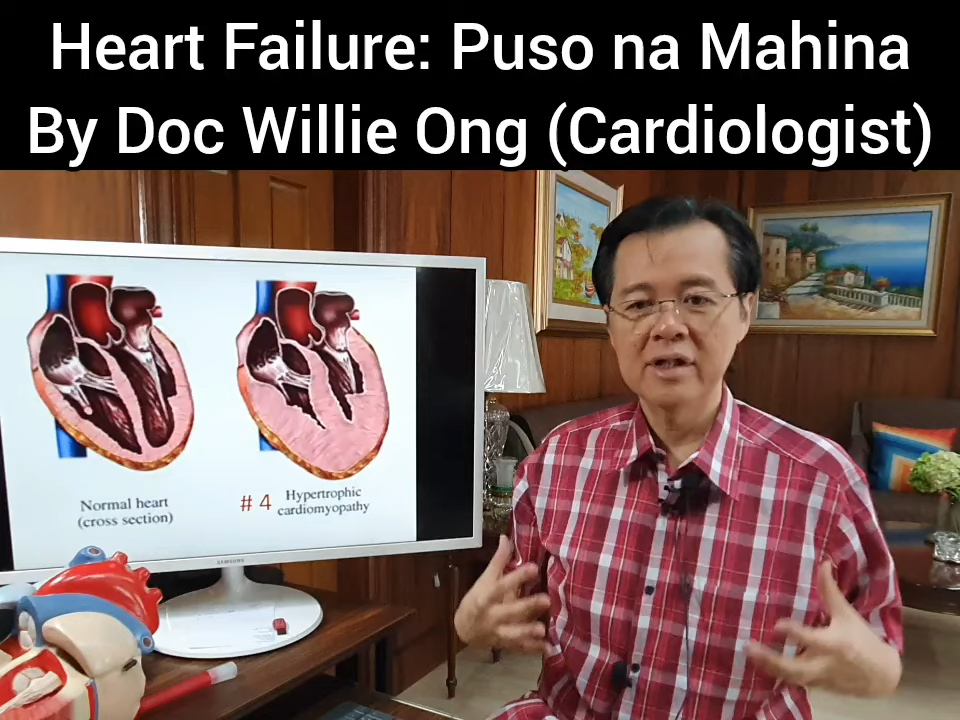 Heart Failure: Puso na Mahina
By Doc Willie Ong (Cardiologist)
Normal heart
(cross section)
# 4 Hypertrophic
cardiomyopathy
SAMSUNG